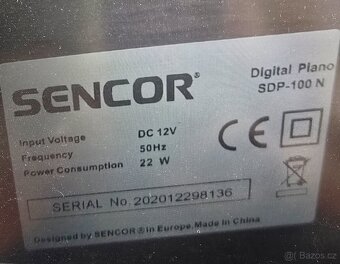 SENCOR®
Digital Piano
SDP-100 N
Input Voltage DC 12V
Frequency 50Hz
Power Consumption 22 W
CE
SERIAL No. 202012298136
Designed by SENCOR® in Europe. Made in China
Bazos.cz